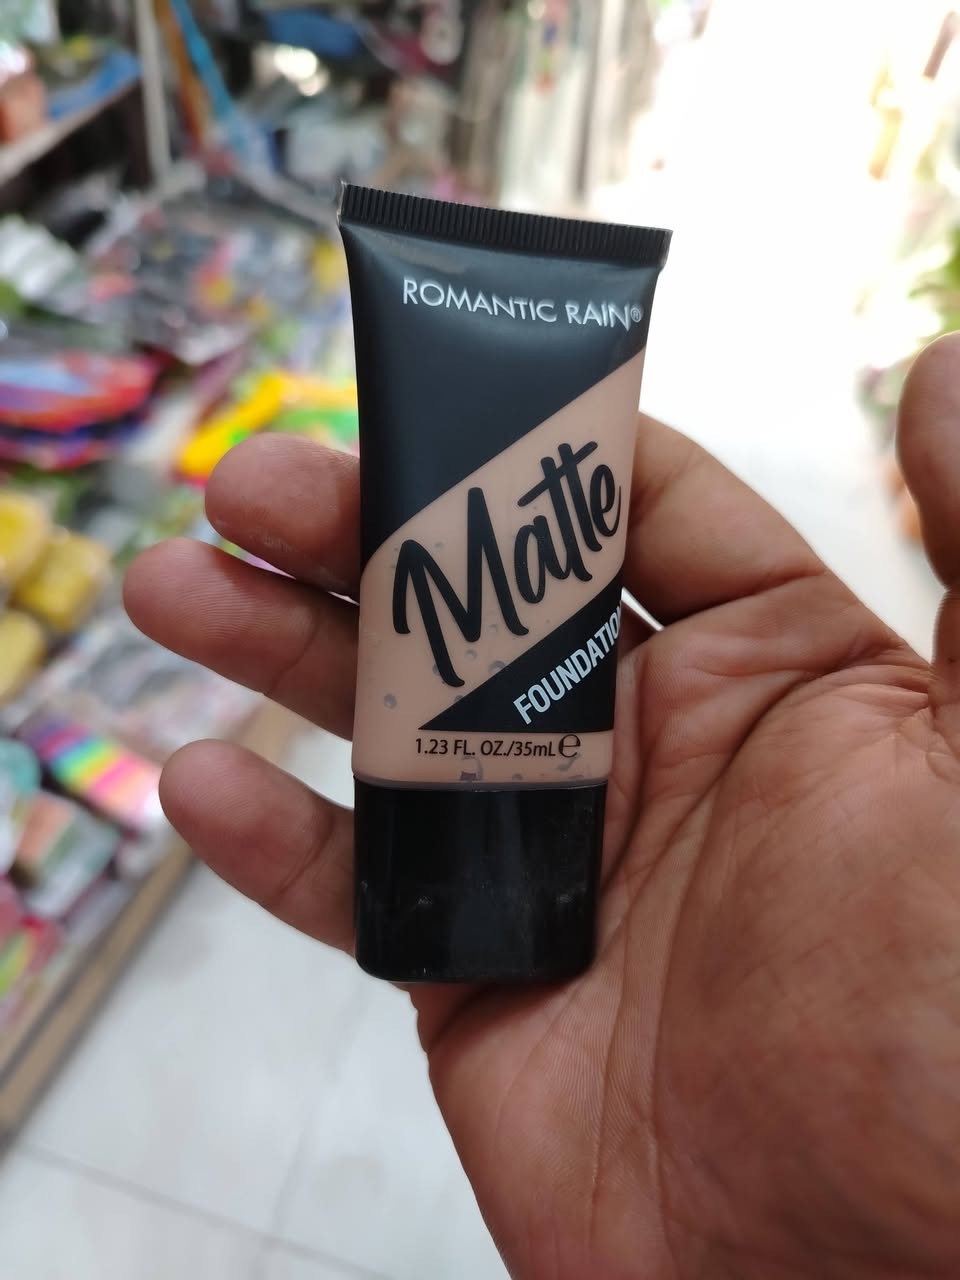 ROMANTIC RAIN®
Matte
FOUNDATION
1.23 FL. OZ./35mL ℮